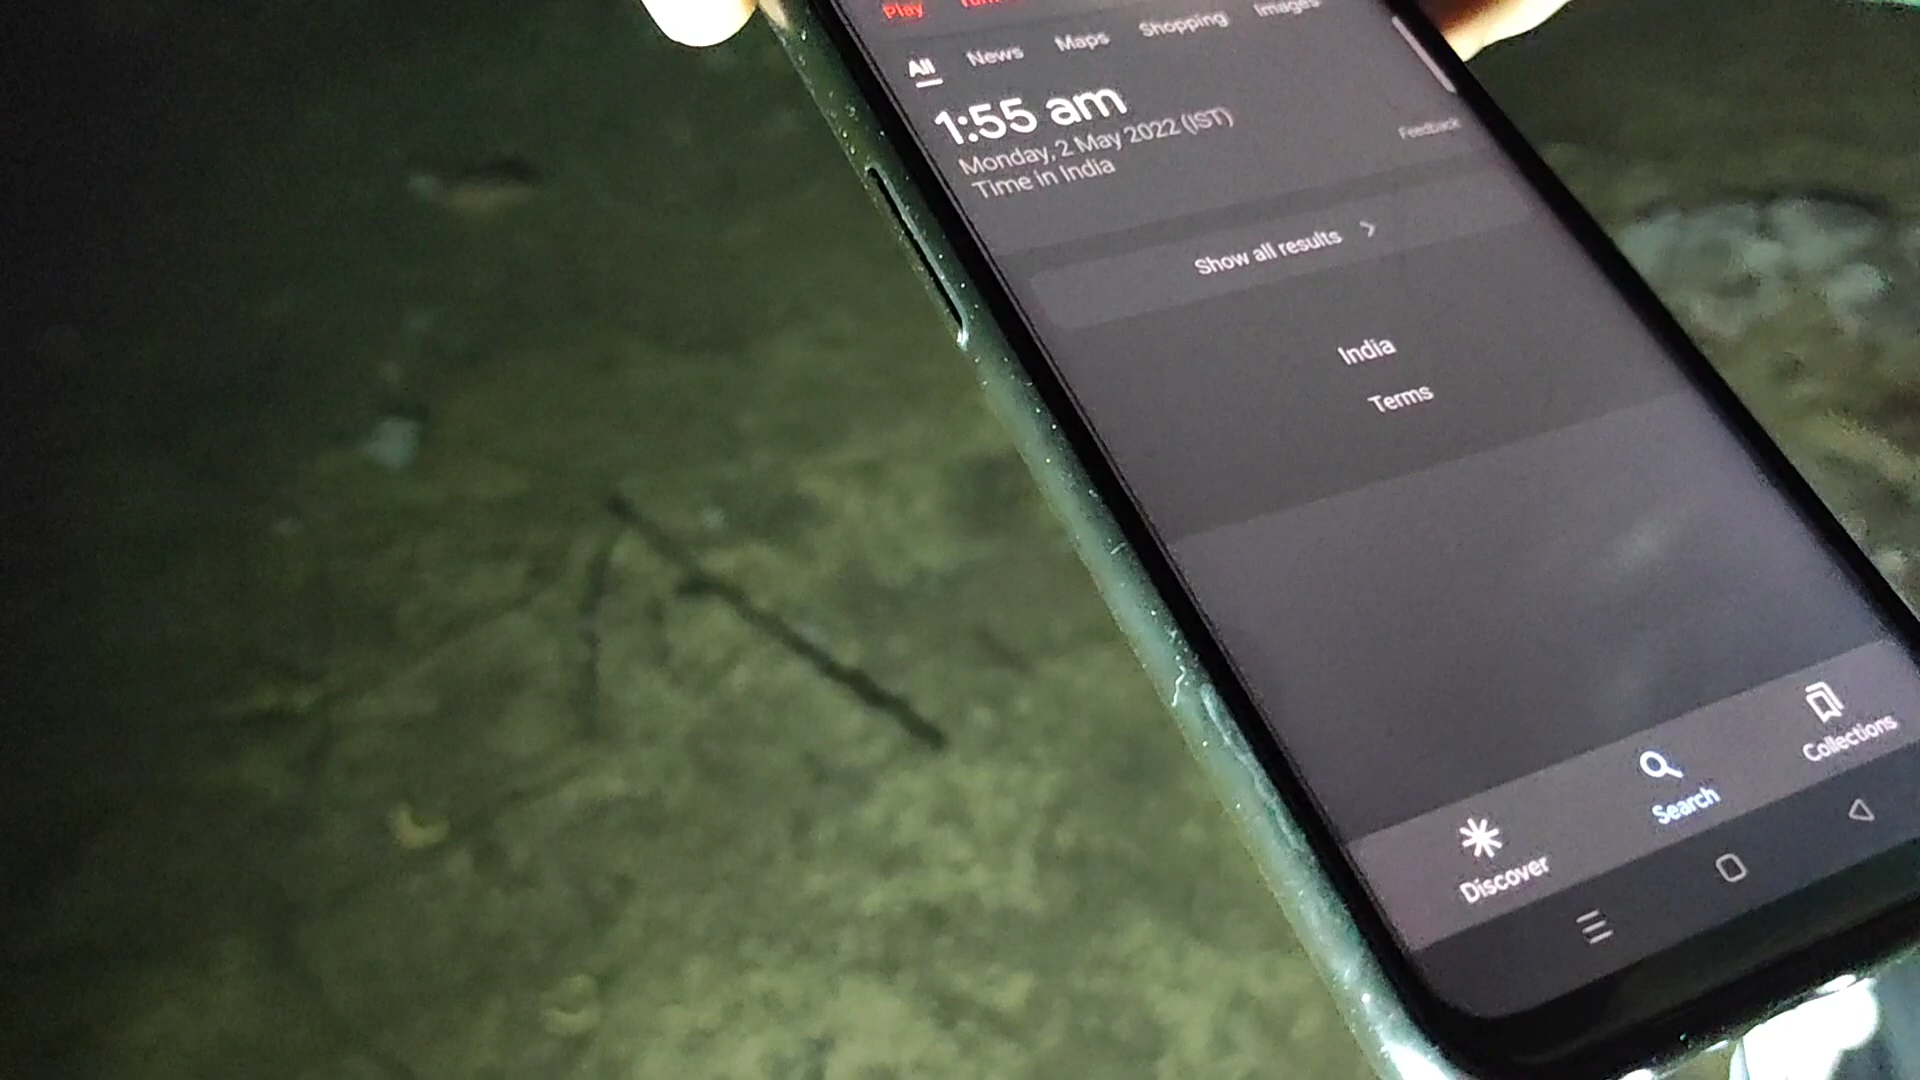 Play
All News Maps Shopping Images
1:55 am
Monday, 2 May 2022 (IST)
Time in India
Feedback
Show all results
India
Terms
Discover Search Collections